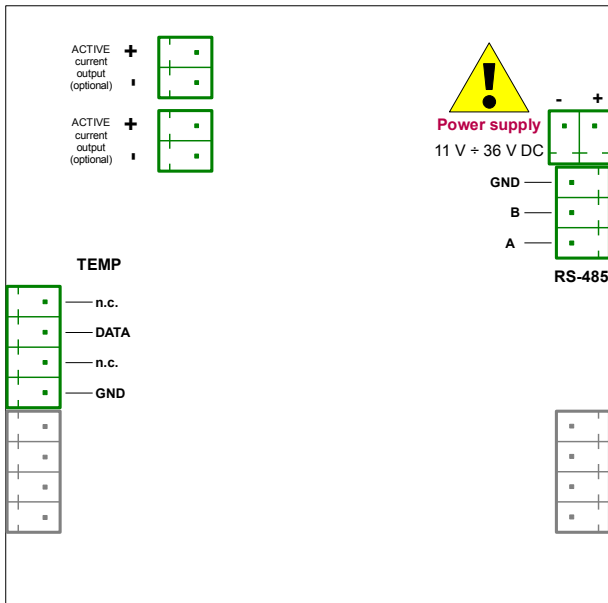 ACTIVE +
current
output
(optional) -
ACTIVE +
current
output
(optional) -
!
- +
Power supply
11 V ÷ 36 V DC
GND
B
A
RS-485
TEMP
n.c.
DATA
n.c.
GND